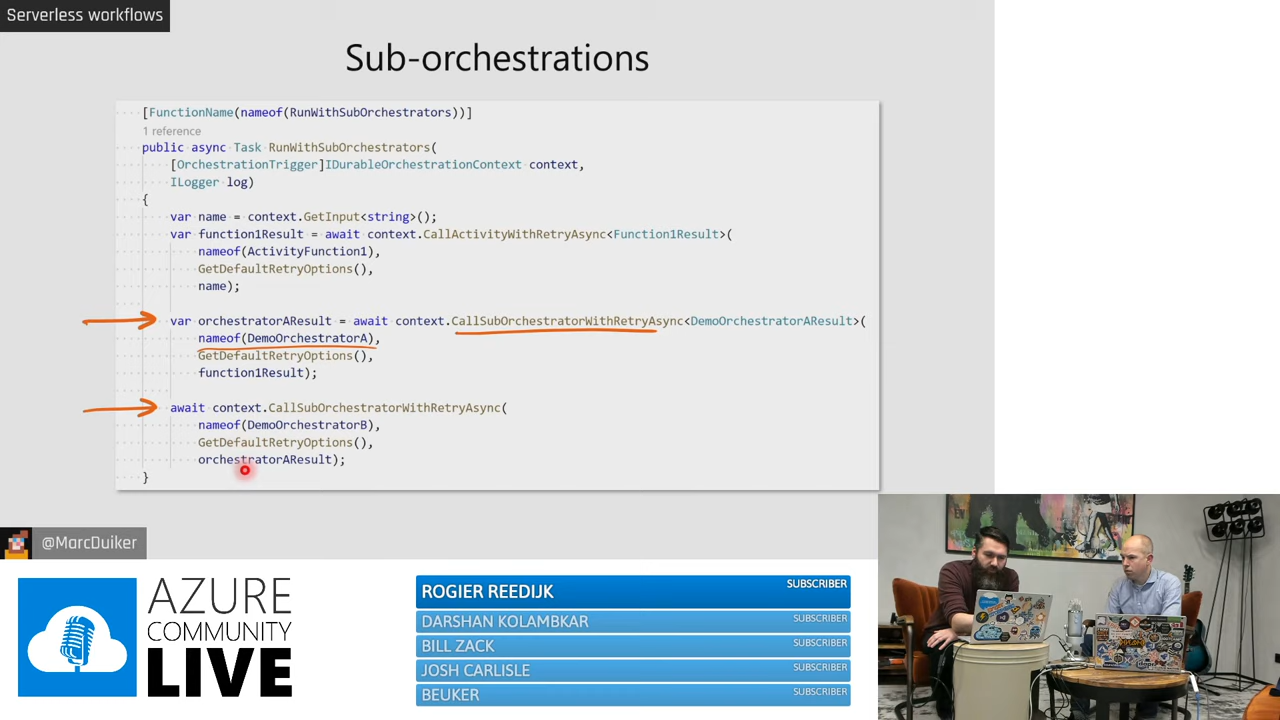 Serverless workflows
Sub-orchestrations
[FunctionName(nameof(RunWithSubOrchestrators))]
1 reference
public async Task RunWithSubOrchestrators(
[OrchestrationTrigger]IDurableOrchestrationContext context,
ILogger log)
{
var name = context.GetInput<string>();
var function1Result = await context.CallActivityWithRetryAsync<Function1Result>(
nameof(ActivityFunction1),
GetDefaultRetryOptions(),
name);
var orchestratorAResult = await context.CallSubOrchestratorWithRetryAsync<DemoOrchestratorAResult>(
nameof(DemoOrchestratorA),
GetDefaultRetryOptions(),
function1Result);
await context.CallSubOrchestratorWithRetryAsync(
nameof(DemoOrchestratorB),
GetDefaultRetryOptions(),
orchestratorAResult);
}
@MarcDuiker
AZURE
COMMUNITY
LIVE
ROGIER REEDIJK SUBSCRIBER
DARSHAN KOLAMBKAR SUBSCRIBER
BILL ZACK SUBSCRIBER
JOSH CARLISLE SUBSCRIBER
BEUKER SUBSCRIBER